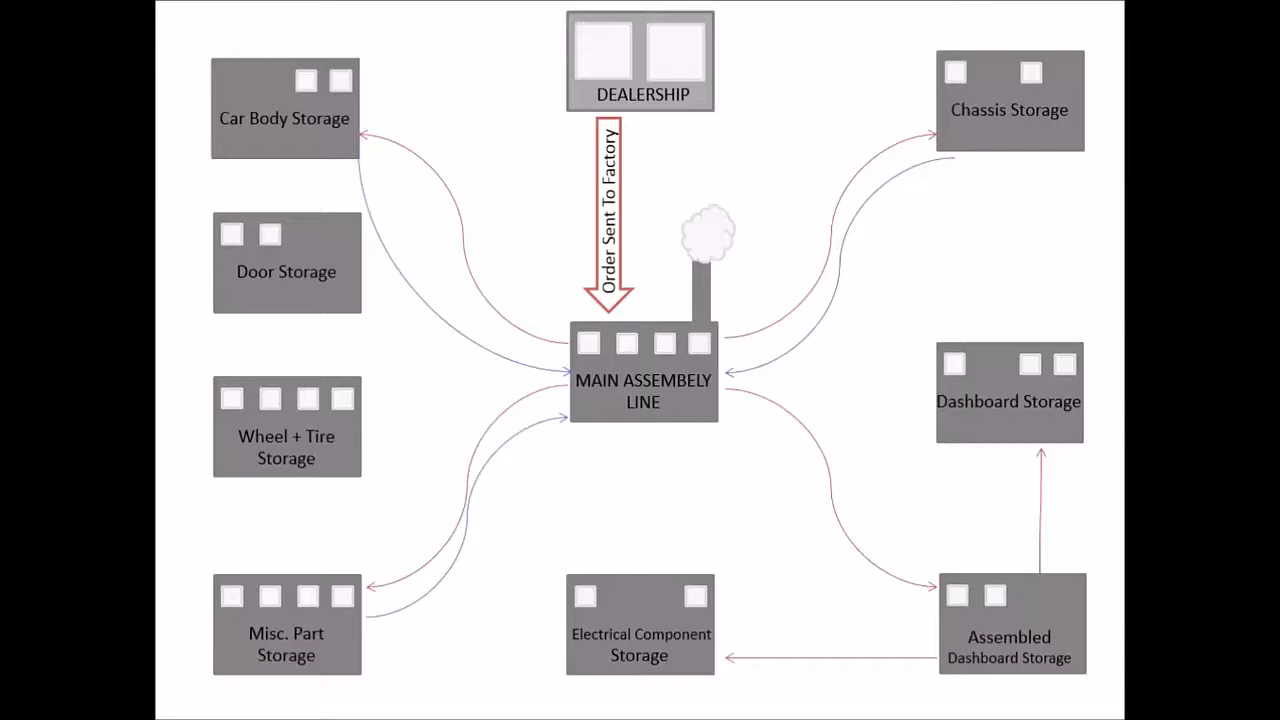 DEALERSHIP
Car Body Storage
Chassis Storage
Order Sent To Factory
Door Storage
MAIN ASSEMBELY
LINE
Dashboard Storage
Wheel + Tire
Storage
Misc. Part
Storage
Electrical Component
Storage
Assembled
Dashboard Storage